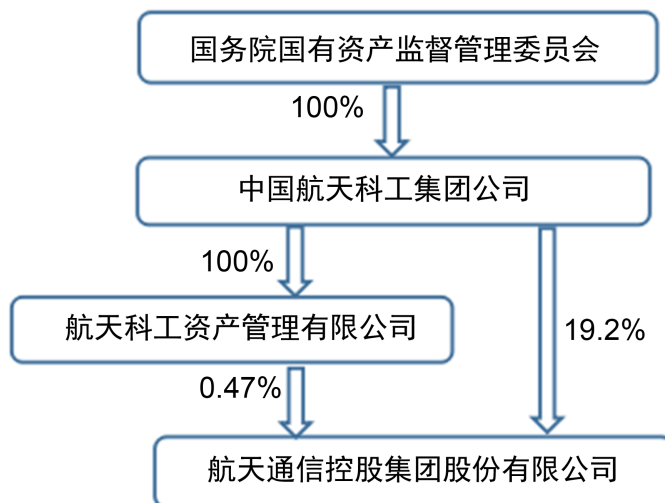 国务院国有资产监督管理委员会
100%
中国航天科工集团公司
100%
航天科工资产管理有限公司
19.2%
0.47%
航天通信控股集团股份有限公司